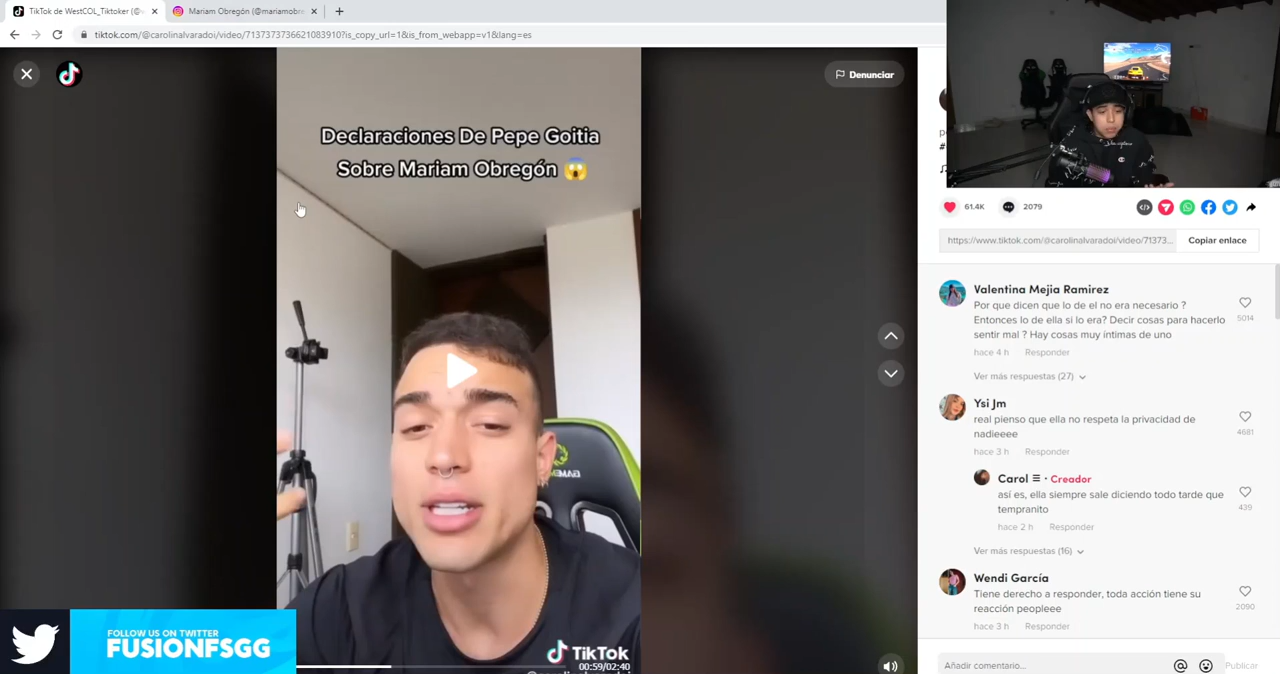 TikTok de WestCOL_Tiktoker (@
Mariam Obregón (@mariamobre
tiktok.com/@carolinalvaradoi/video/7137373736621083910?is_copy_url=1&is_from_webapp=v1&lang=es
Denunciar
Declaraciones De Pepe Goitia
Sobre Mariam Obregón 😱
61.4K
2079
https://www.tiktok.com/@carolinalvaradoi/video/71373...
Copiar enlace
Valentina Mejia Ramirez
Por que dicen que lo de el no era necesario ?
Entonces lo de ella si lo era? Decir cosas para hacerlo
sentir mal ? Hay cosas muy íntimas de uno
5014
hace 4 h Responder
Ver más respuestas (27)
Ysi Jm
real pienso que ella no respeta la privacidad de
nadieeee
4681
hace 3 h Responder
Carol ☰ · Creador
así es, ella siempre sale diciendo todo tarde que
tempranito
439
hace 2 h Responder
Ver más respuestas (16)
Wendi García
Tiene derecho a responder, toda acción tiene su
reacción peopleee
2090
hace 3 h Responder
Añadir comentario...
Publicar
FOLLOW US ON TWITTER
FUSIONFSGG
TikTok
00:59/02:40